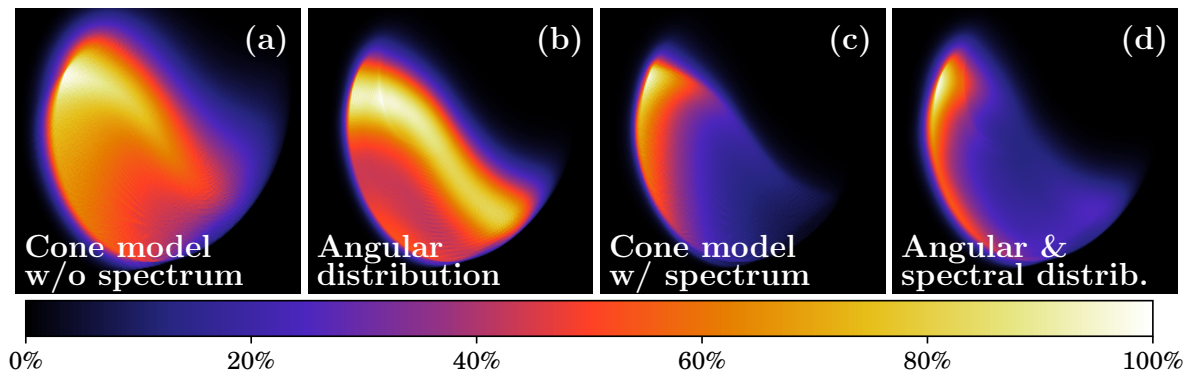 (a)
Cone model
w/o spectrum
(b)
Angular
distribution
(c)
Cone model
w/ spectrum
(d)
Angular &
spectral distrib.
0% 20% 40% 60% 80% 100%